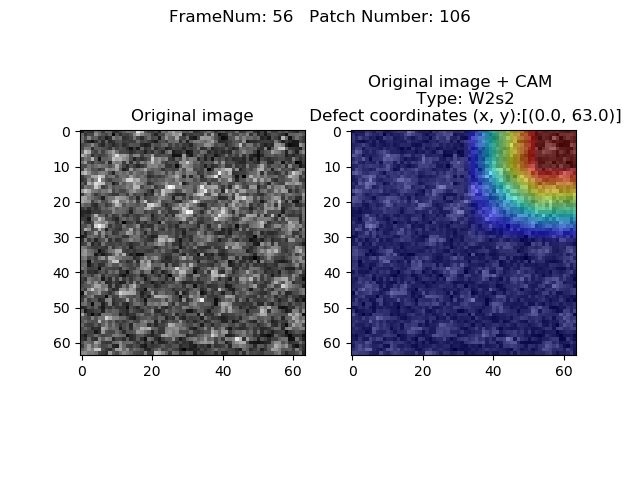 FrameNum: 56   Patch Number: 106
Original image
0
10
20
30
40
50
60
0 20 40 60
Original image + CAM
Type: W2s2
Defect coordinates (x, y):[(0.0, 63.0)]
0
10
20
30
40
50
60
0 20 40 60